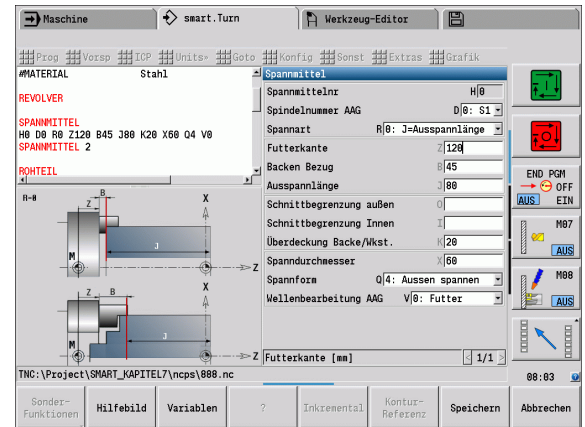 Maschine smart.Turn Werkzeug-Editor
Prog Vorsp ICP Units» Goto Konfig Sonst Extras Grafik
#MATERIAL Stahl
REVOLVER
SPANNMITTEL
H0 D0 R0 Z120 B45 J80 K20 X60 Q4 V0
SPANNMITTEL 2
ROHTEIL
Spannmittel
Spannmittelnr H 0
Spindelnummer AAG D 0: S1
Spannart R 0: J=Ausspannlänge
Futterkante Z 120
Backen Bezug B 45
Ausspannlänge J 80
Schnittbegrenzung außen O
Schnittbegrenzung Innen I
Überdeckung Backe/Wkst. K 20
Spanndurchmesser X 60
Spannform Q 4: Aussen spannen
Wellenbearbeitung AAG V 0: Futter
Futterkante [mm] < 1/1 >
R=0 B X
Z
J
M Z
Z B X
J
M Z
TNC:\Project\SMART_KAPITEL7\ncps\888.nc
END PGM
OFF
AUS EIN
M07
AUS
M08
AUS
08:03
Sonder-
Funktionen
Hilfebild
Variablen
?
Inkremental
Kontur-
Referenz
Speichern
Abbrechen